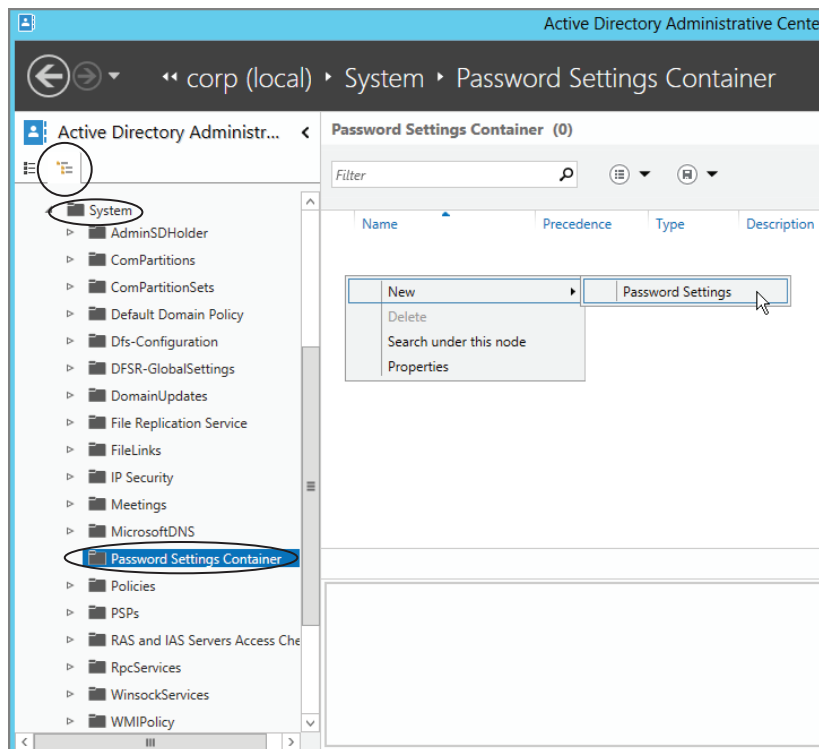 Active Directory Administrative Cente
corp (local) System Password Settings Container
Active Directory Administr...
Password Settings Container (0)
Filter
Name Precedence Type Description
System
AdminSDHolder
ComPartitions
ComPartitionSets
Default Domain Policy
Dfs-Configuration
DFSR-GlobalSettings
DomainUpdates
File Replication Service
FileLinks
IP Security
Meetings
MicrosoftDNS
Password Settings Container
Policies
PSPs
RAS and IAS Servers Access Che
RpcServices
WinsockServices
WMIPolicy
New
Delete
Search under this node
Properties
Password Settings